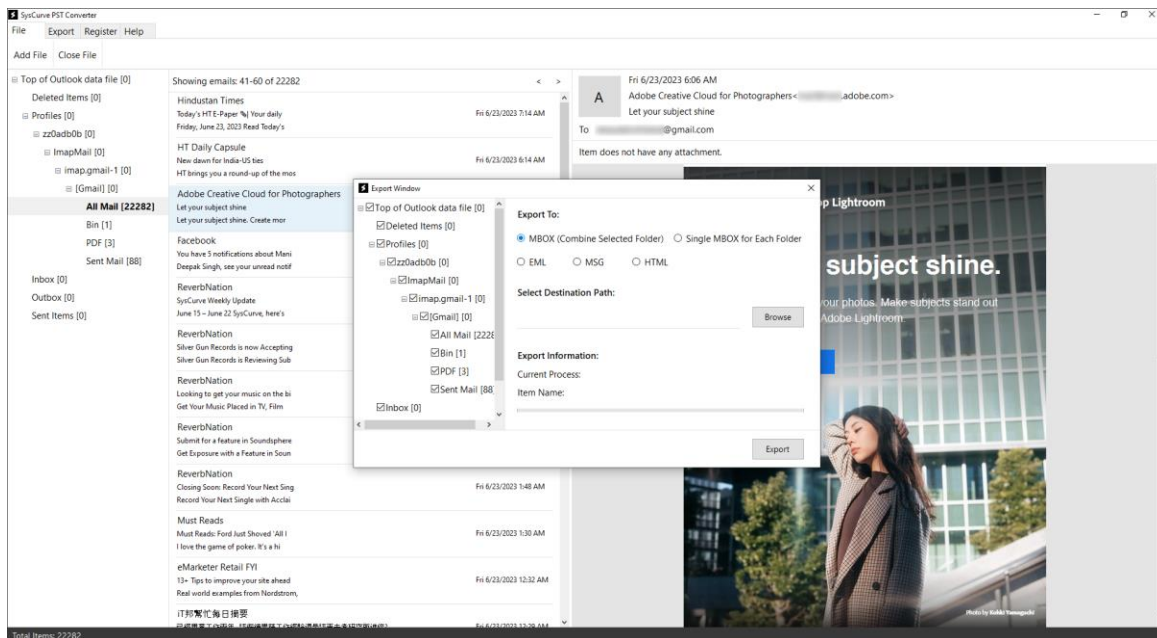 SysCurve PST Converter
File Export Register Help
Add File Close File
Top of Outlook data file [0]
Deleted Items [0]
Profiles [0]
zz0adb0b [0]
ImapMail [0]
imap.gmail-1 [0]
[Gmail] [0]
All Mail [22282]
Bin [1]
PDF [3]
Sent Mail [88]
Inbox [0]
Outbox [0]
Sent Items [0]
Showing emails: 41-60 of 22282 < >
Hindustan Times
Today's HT E-Paper | Your daily Fri 6/23/2023 7:14 AM
Friday, June 23, 2023 Read Today's
HT Daily Capsule
New dawn for India-US ties Fri 6/23/2023 6:14 AM
HT brings you a round-up of the mos
Adobe Creative Cloud for Photographers
Let your subject shine
Let your subject shine. Create mor
Facebook
You have 5 notifications about Mani
Deepak Singh, see your unread notif
ReverbNation
SysCurve Weekly Update
June 15 – June 22 SysCurve, here's
ReverbNation
Silver Gun Records is now Accepting
Silver Gun Records is Reviewing Sub
ReverbNation
Looking to get your music on the bi
Get Your Music Placed in TV, Film
ReverbNation
Submit for a feature in Soundsphere
Get Exposure with a Feature in Soun
ReverbNation
Closing Soon: Record Your Next Sing Fri 6/23/2023 1:48 AM
Record Your Next Single with Acclai
Must Reads
Must Reads: Ford Just Shoved 'All I Fri 6/23/2023 1:30 AM
I love the game of poker. It's a hi
eMarketer Retail FYI
13+ Tips to improve your site ahead Fri 6/23/2023 12:32 AM
Real world examples from Nordstrom,
iT邦幫忙每日摘要
Fri 6/23/2023 12:29 AM
Total Items: 22282
Fri 6/23/2023 6:06 AM
A
Adobe Creative Cloud for Photographers< .adobe.com>
Let your subject shine
To @gmail.com
Item does not have any attachment.
Lightroom
subject shine.
your photos. Make subjects stand out
Adobe Lightroom.
Photo by
Export Window
Top of Outlook data file [0]
Deleted Items [0]
Profiles [0]
zz0adb0b [0]
ImapMail [0]
imap.gmail-1 [0]
[Gmail] [0]
All Mail [2228
Bin [1]
PDF [3]
Sent Mail [88
Inbox [0]
Export To:
MBOX (Combine Selected Folder) Single MBOX for Each Folder
EML MSG HTML
Select Destination Path:
Browse
Export Information:
Current Process:
Item Name:
Export